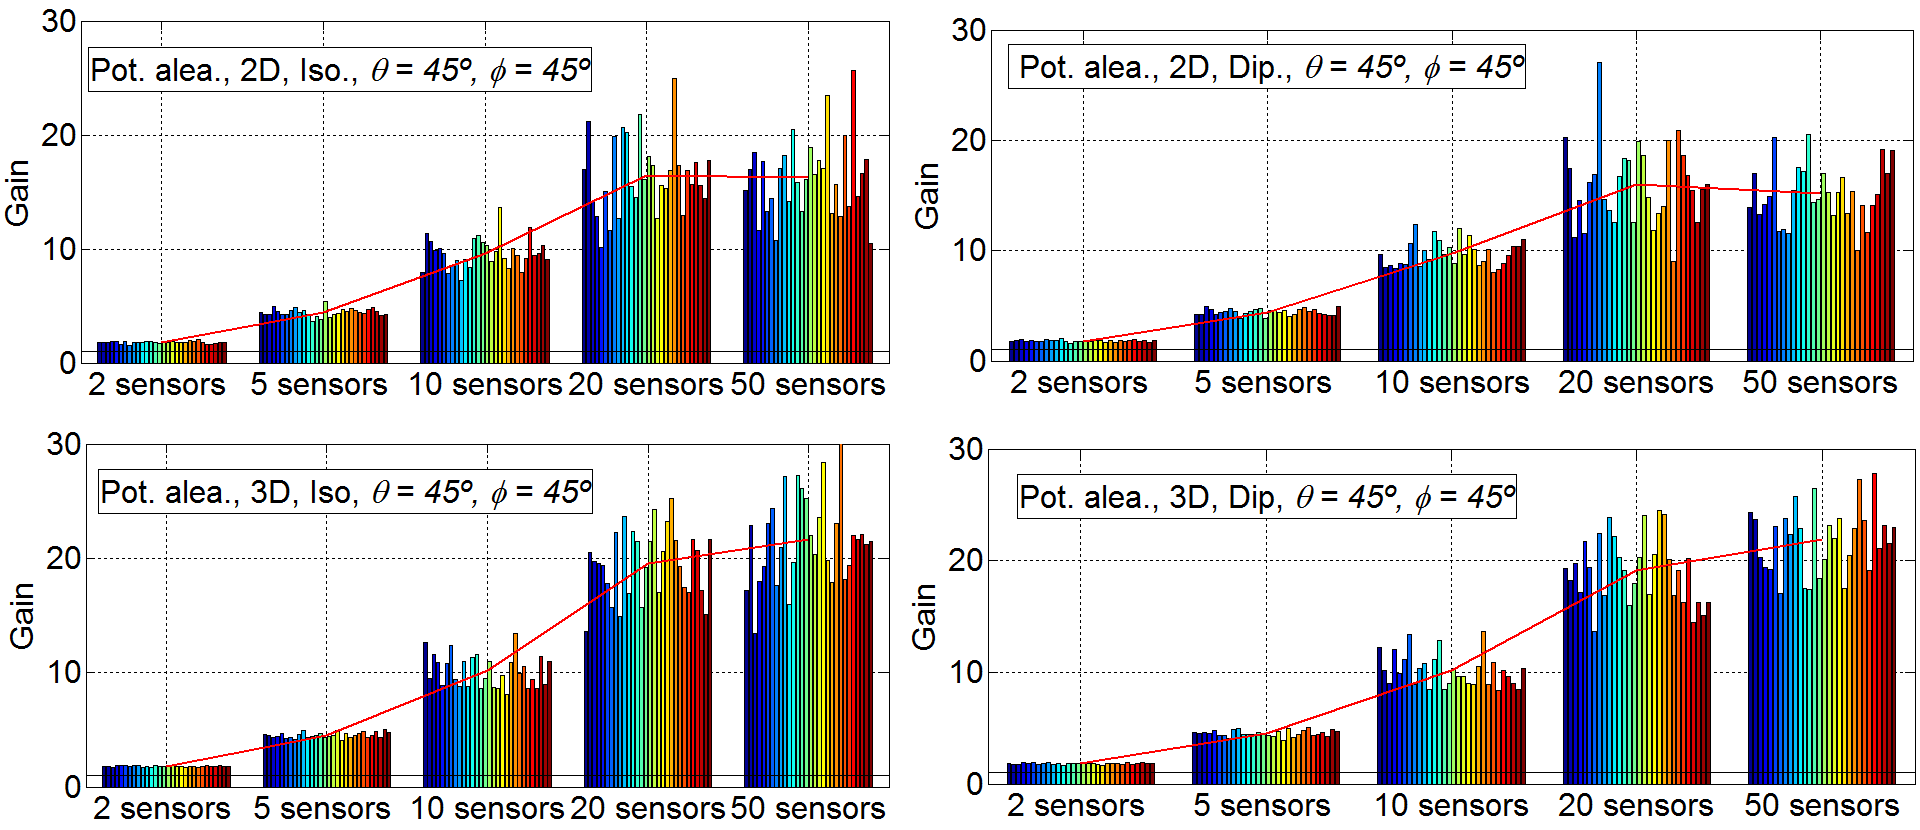 30
Pot. alea., 2D, Iso., θ = 45º, ϕ = 45º
20
Gain
10
0
2 sensors 5 sensors 10 sensors 20 sensors 50 sensors
30
Pot. alea., 2D, Dip., θ = 45º, ϕ = 45º
20
Gain
10
0
2 sensors 5 sensors 10 sensors 20 sensors 50 sensors
30
Pot. alea., 3D, Iso, θ = 45º, ϕ = 45º
20
Gain
10
0
2 sensors 5 sensors 10 sensors 20 sensors 50 sensors
30
Pot. alea., 3D, Dip, θ = 45º, ϕ = 45º
20
Gain
10
0
2 sensors 5 sensors 10 sensors 20 sensors 50 sensors